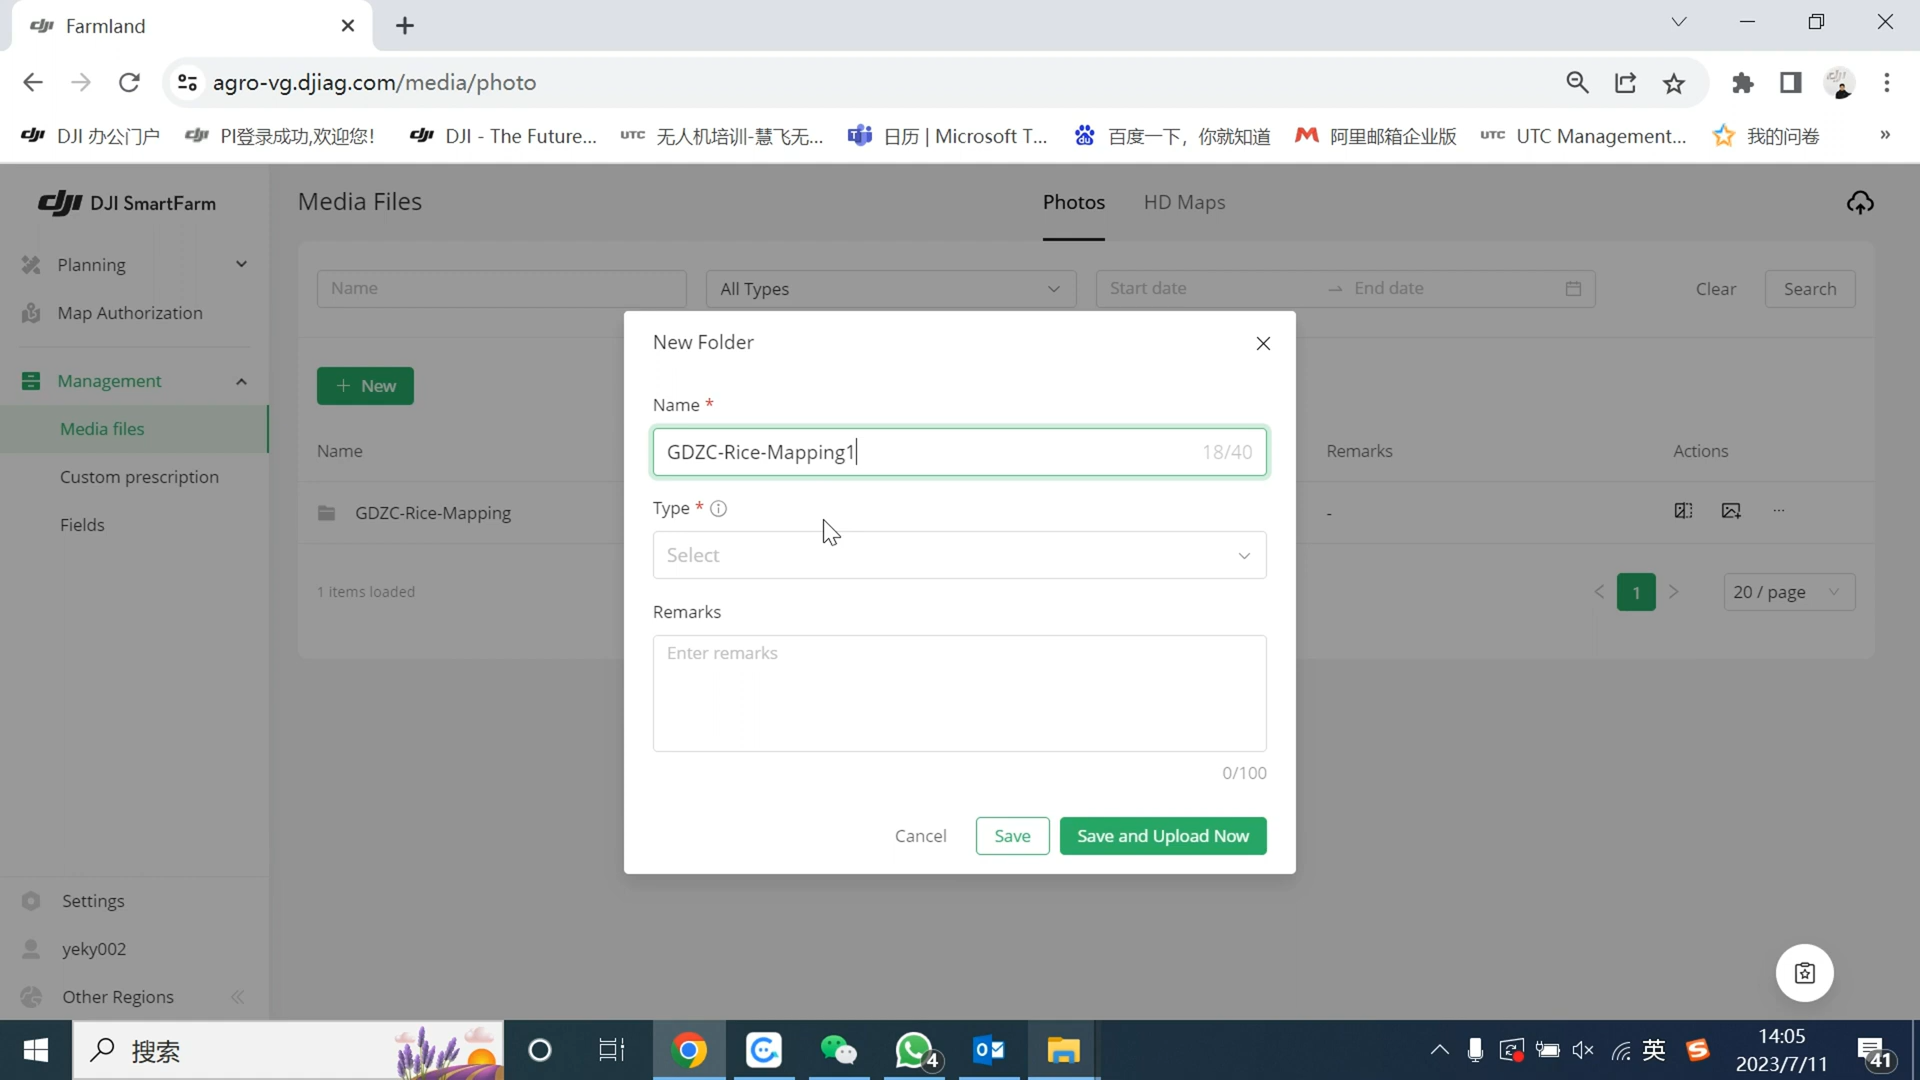 Farmland
agro-vg.djiag.com/media/photo
DJI 办公门户 PI登录成功,欢迎您! DJI - The Future... UTC 无人机培训-慧飞无... 日历 | Microsoft T... 百度一下，你就知道 阿里邮箱企业版 UTC UTC Management... 我的问卷 »
DJI SmartFarm
Media Files
Photos
HD Maps
Planning
Map Authorization
Management
Media files
Custom prescription
Fields
Name
All Types
Start date → End date
Clear
Search
+ New
Name
Remarks
Actions
GDZC-Rice-Mapping
-
...
1 items loaded
< 1 >
20 / page
New Folder
Name *
GDZC-Rice-Mapping1
18/40
Type *
Select
Remarks
Enter remarks
0/100
Cancel
Save
Save and Upload Now
Settings
yeky002
Other Regions
搜索
4
英
14:05
2023/7/11
41